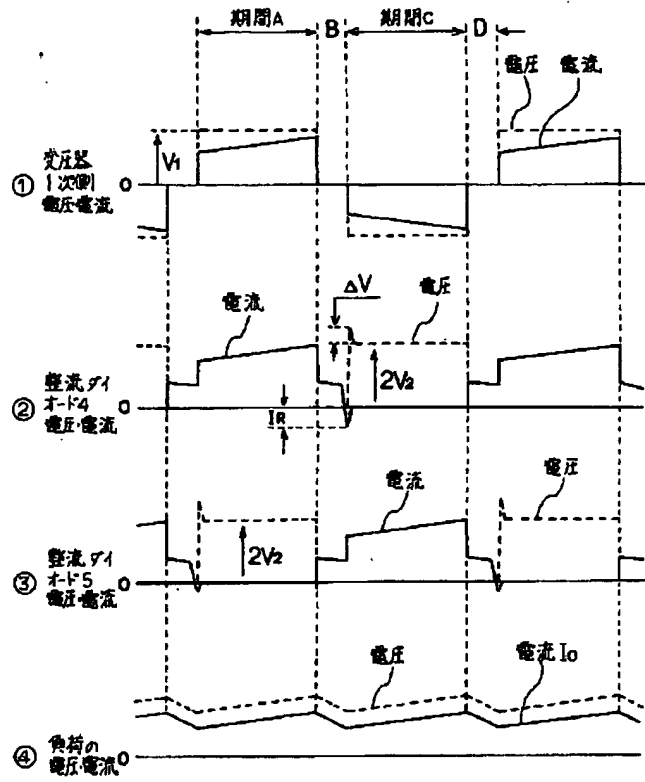 期間A B 期間C D
電圧 電流
V1
① 変圧器
1次側
電圧・電流
0
電流
ΔV
電圧
2V2
IR
② 整流ダイ
オード4
電圧・電流
0
電流
電圧
2V2
③ 整流ダイ
オード5
電圧・電流
0
電圧
電流Io
④ 負荷の
電圧・電流
0